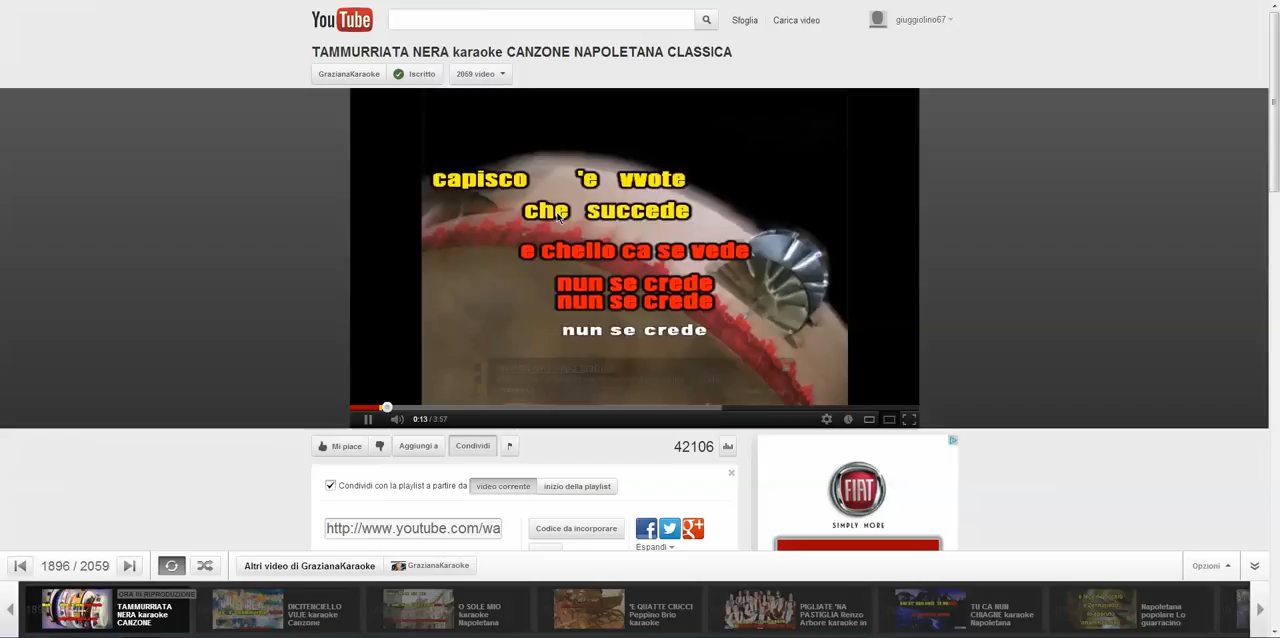 YouTube
Sfoglia
Carica video
giuggiolino67
TAMMURRIATA NERA karaoke CANZONE NAPOLETANA CLASSICA
GrazianaKaraoke
Iscritto
2059 video
capisco 'e vvote
che succede
e chello ca se vede
nun se crede
nun se crede
nun se crede
0:13 / 3:57
Mi piace
Aggiungi a
Condividi
42106
Condividi con la playlist a partire da
video corrente
inizio della playlist
http://www.youtube.com/wa
Codice da incorporare
Espandi
FIAT
SIMPLY MORE
1896 / 2059
Altri video di GrazianaKaraoke
GrazianaKaraoke
Opzioni
ORA IN RIPRODUZIONE
TAMMURRIATA
NERA karaoke
CANZONE
DICITENCIELLO
VUJE karaoke
Canzone
O SOLE MIO
karaoke
Napoletana
'E QUATTE CIUCCI
Peppino Brio
karaoke
PIGLIATE 'NA
PASTIGLIA Renzo
Arbore karaoke in
TU CA NUN
CHIAGNE karaoke
Napoletana
Napoletana
popolare Lo
guarracino